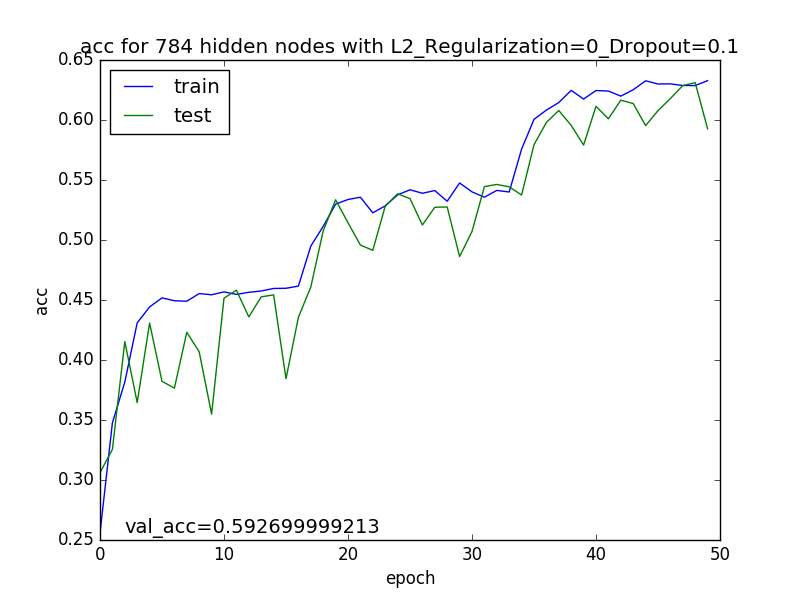 acc for 784 hidden nodes with L2_Regularization=0_Dropout=0.1
0.65
0.60
0.55
0.50
0.45
0.40
0.35
0.30
0.25
acc
train
test
val_acc=0.592699999213
0 10 20 30 40 50
epoch